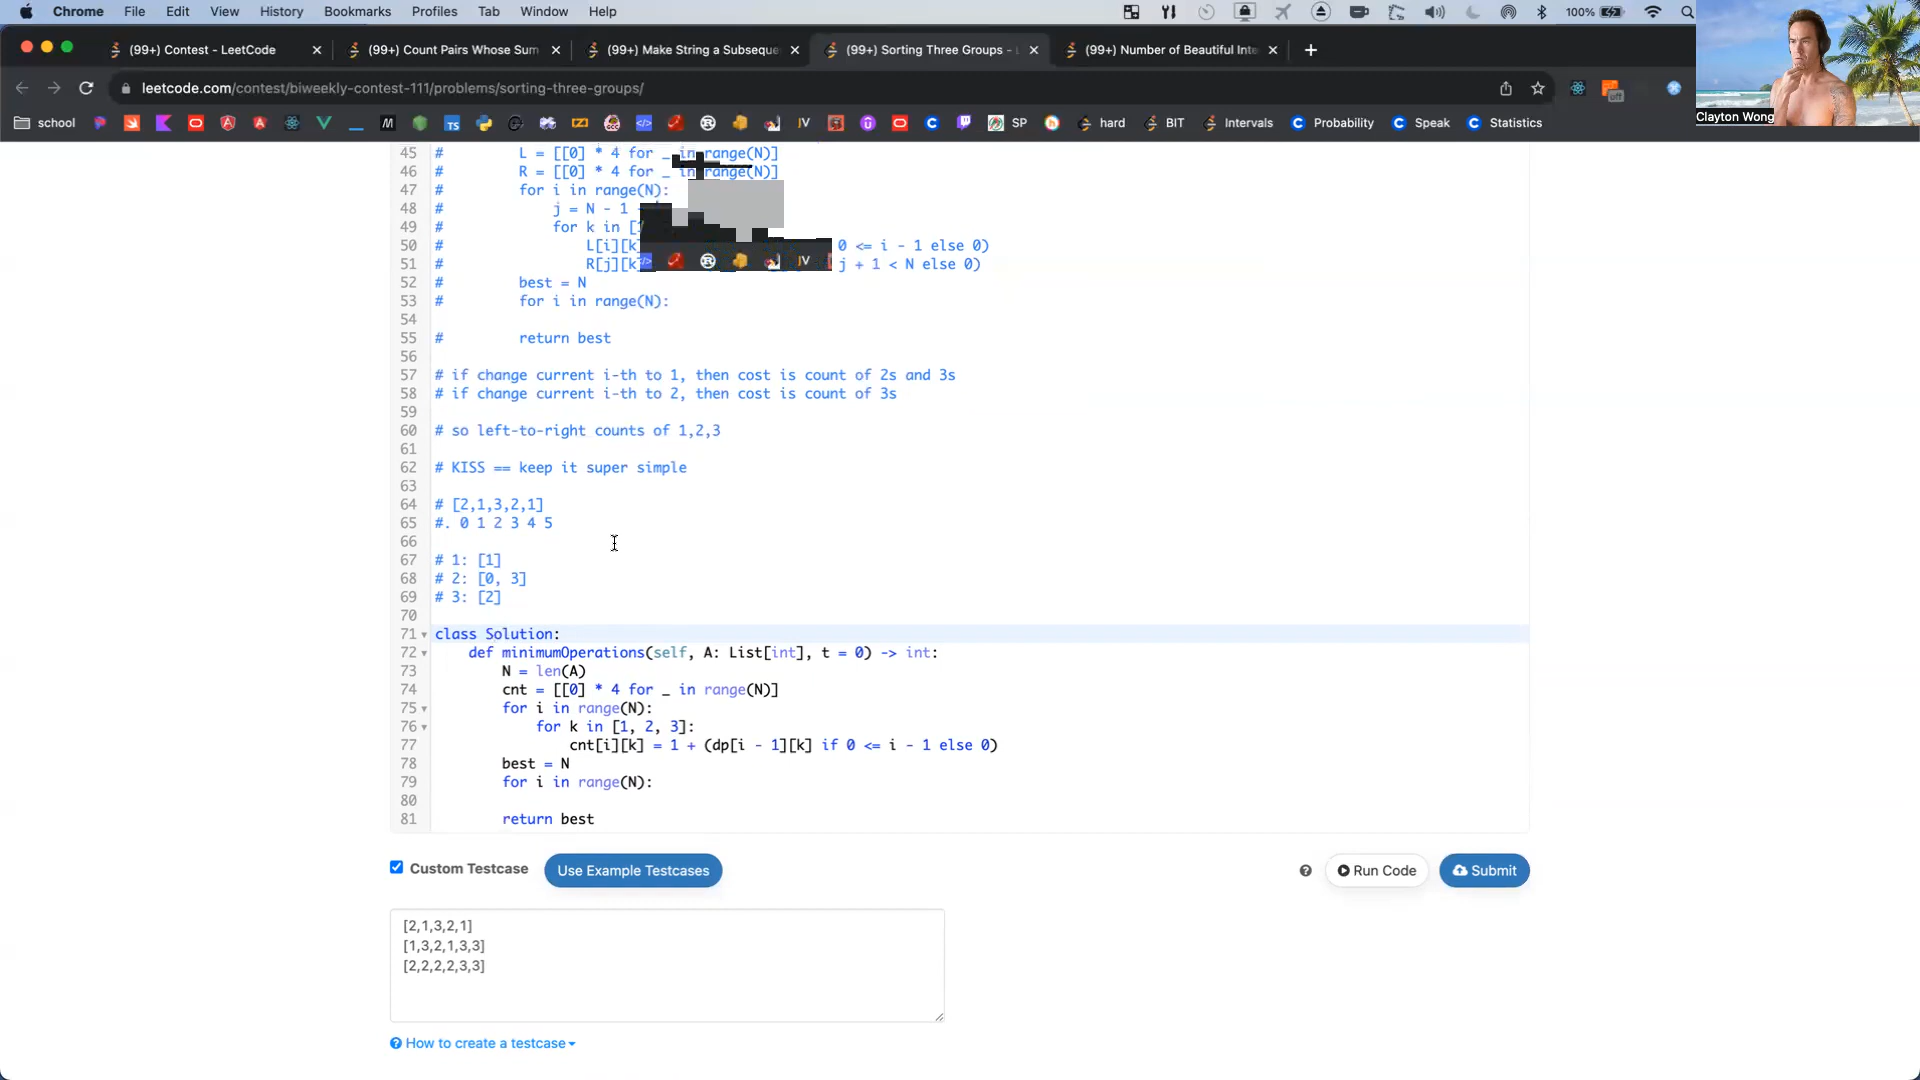 Chrome File Edit View History Bookmarks Profiles Tab Window Help 100%
(99+) Contest - LeetCode
(99+) Count Pairs Whose Sum
(99+) Make String a Subseque
(99+) Sorting Three Groups -
(99+) Number of Beautiful Inte
leetcode.com/contest/biweekly-contest-111/problems/sorting-three-groups/
off
Clayton Wong
school TS M JV SP hard BIT Intervals Probability Speak Statistics
45 # L = [[0] * 4 for _ in range(N)]
46 # R = [[0] * 4 for _ in range(N)]
47 # for i in range(N):
48 # j = N - 1
49 # for k in [
50 # L[i][k] 0 <= i - 1 else 0)
51 # R[j][k] JV j + 1 < N else 0)
52 # best = N
53 # for i in range(N):
54
55 # return best
56
57 # if change current i-th to 1, then cost is count of 2s and 3s
58 # if change current i-th to 2, then cost is count of 3s
59
60 # so left-to-right counts of 1,2,3
61
62 # KISS == keep it super simple
63
64 # [2,1,3,2,1]
65 #. 0 1 2 3 4 5
66
67 # 1: [1]
68 # 2: [0, 3]
69 # 3: [2]
70
71 class Solution:
72 def minimumOperations(self, A: List[int], t = 0) -> int:
73 N = len(A)
74 cnt = [[0] * 4 for _ in range(N)]
75 for i in range(N):
76 for k in [1, 2, 3]:
77 cnt[i][k] = 1 + (dp[i - 1][k] if 0 <= i - 1 else 0)
78 best = N
79 for i in range(N):
80
81 return best
Custom Testcase
Use Example Testcases
? Run Code Submit
[2,1,3,2,1]
[1,3,2,1,3,3]
[2,2,2,2,3,3]
How to create a testcase